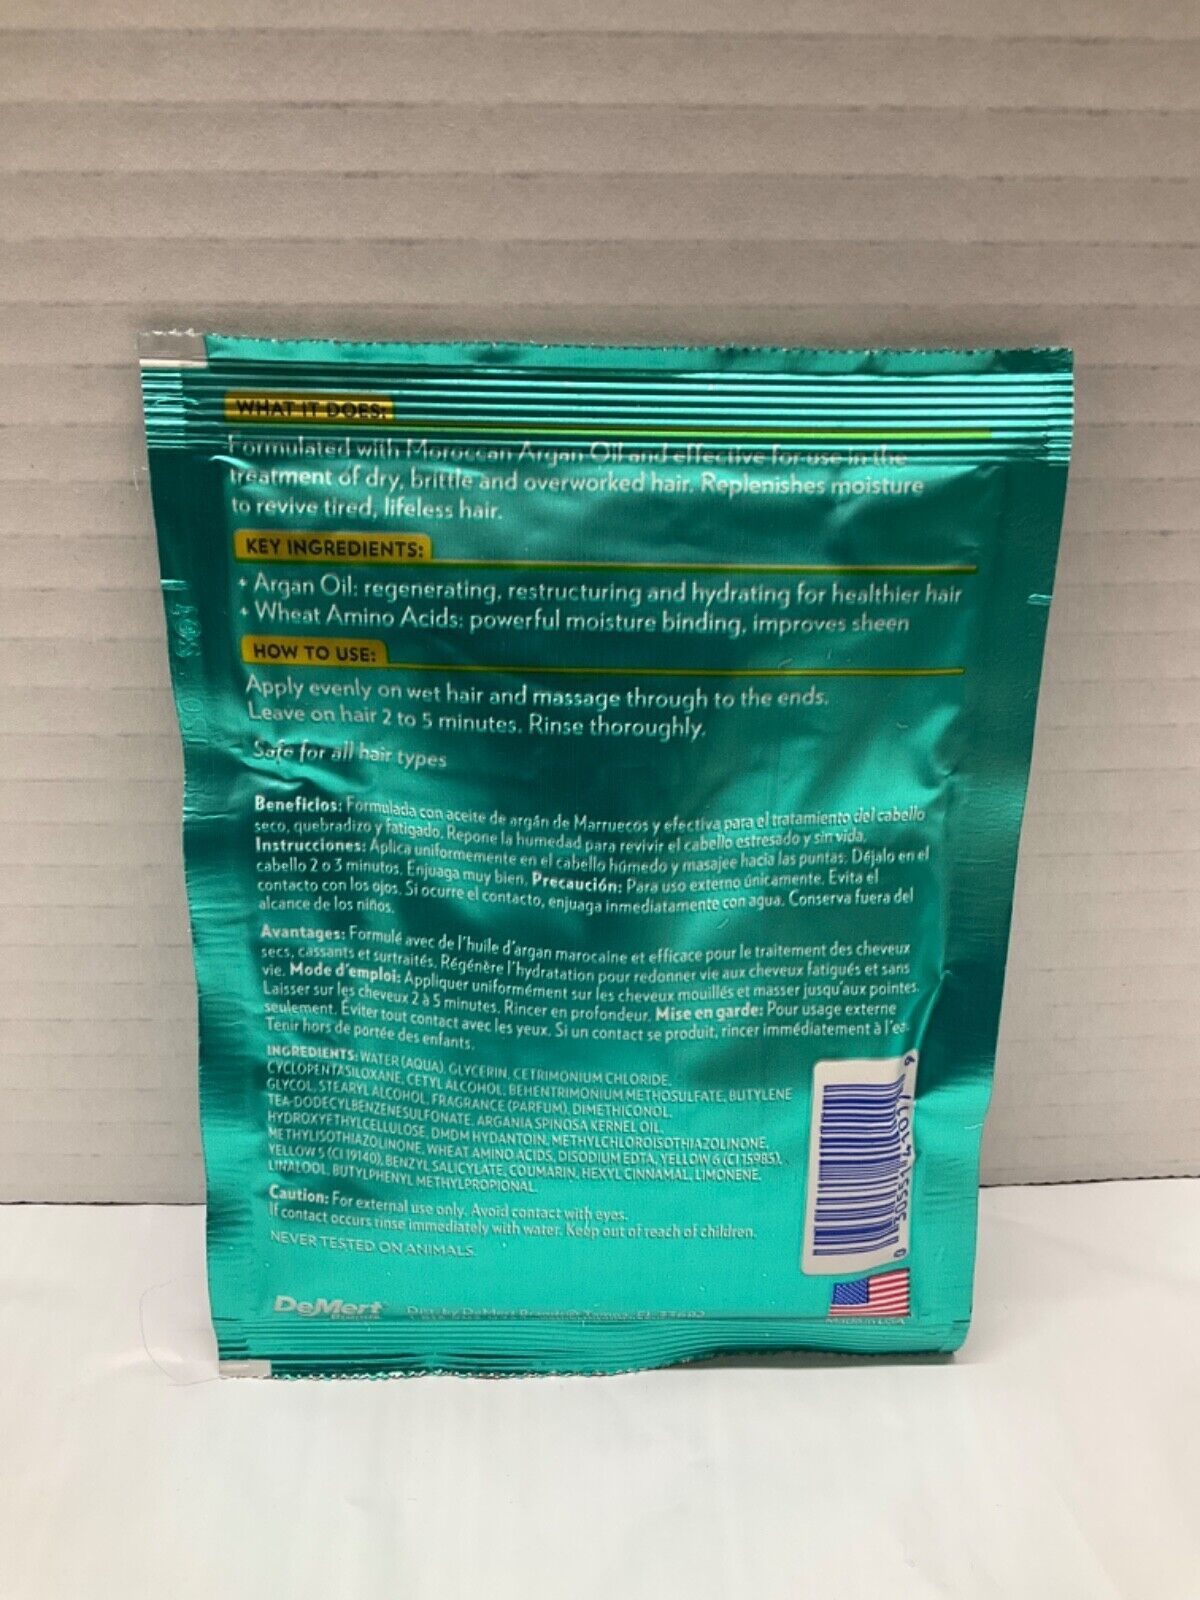 WHAT IT DOES:
Formulated with Moroccan Argan Oil and effective for use in the
treatment of dry, brittle and overworked hair. Replenishes moisture
to revive tired, lifeless hair.
KEY INGREDIENTS:
• Argan Oil: regenerating, restructuring and hydrating for healthier hair
• Wheat Amino Acids: powerful moisture binding, improves sheen
HOW TO USE:
Apply evenly on wet hair and massage through to the ends.
Leave on hair 2 to 5 minutes. Rinse thoroughly.
Safe for all hair types
Beneficios: Formulada con aceite de argán de Marruecos y efectiva para el tratamiento del cabello
seco, quebradizo y fatigado. Repone la humedad para revivir el cabello estresado y sin vida.
Instrucciones: Aplica uniformemente en el cabello húmedo y masajee hacia las puntas. Déjalo en el
cabello 2 o 3 minutos. Enjuaga muy bien. Precaución: Para uso externo únicamente. Evita el
contacto con los ojos. Si ocurre el contacto, enjuaga inmediatamente con agua. Conserva fuera del
alcance de los niños.
Avantages: Formulé avec de l'huile d'argan marocaine et efficace pour le traitement des cheveux
secs, cassants et surtraités. Régénère l'hydratation pour redonner vie aux cheveux fatigués et sans
vie. Mode d'emploi: Appliquer uniformément sur les cheveux mouillés et masser jusqu'aux pointes.
Laisser sur les cheveux 2 à 5 minutes. Rincer en profondeur. Mise en garde: Pour usage externe
seulement. Éviter tout contact avec les yeux. Si un contact se produit, rincer immédiatement à l'ea
Tenir hors de portée des enfants.
INGREDIENTS: WATER (AQUA), GLYCERIN, CETRIMONIUM CHLORIDE,
CYCLOPENTASILOXANE, CETYL ALCOHOL, BEHENTRIMONIUM METHOSULFATE, BUTYLENE
GLYCOL, STEARYL ALCOHOL, FRAGRANCE (PARFUM), DIMETHICONOL,
TEA-DODECYLBENZENESULFONATE, ARGANIA SPINOSA KERNEL OIL,
HYDROXYETHYLCELLULOSE, DMDM HYDANTOIN, METHYLCHLOROISOTHIAZOLINONE,
METHYLISOTHIAZOLINONE, WHEAT AMINO ACIDS, DISODIUM EDTA, YELLOW 6 (CI 15985),
YELLOW 5 (CI 19140), BENZYL SALICYLATE, COUMARIN, HEXYL CINNAMAL, LIMONENE,
LINALOOL, BUTYLPHENYL METHYLPROPIONAL.
Caution: For external use only. Avoid contact with eyes.
If contact occurs rinse immediately with water. Keep out of reach of children.
NEVER TESTED ON ANIMALS.
DeMert
Brands
Dist. by DeMert Brands® Tampa, FL 33682
MADE IN USA